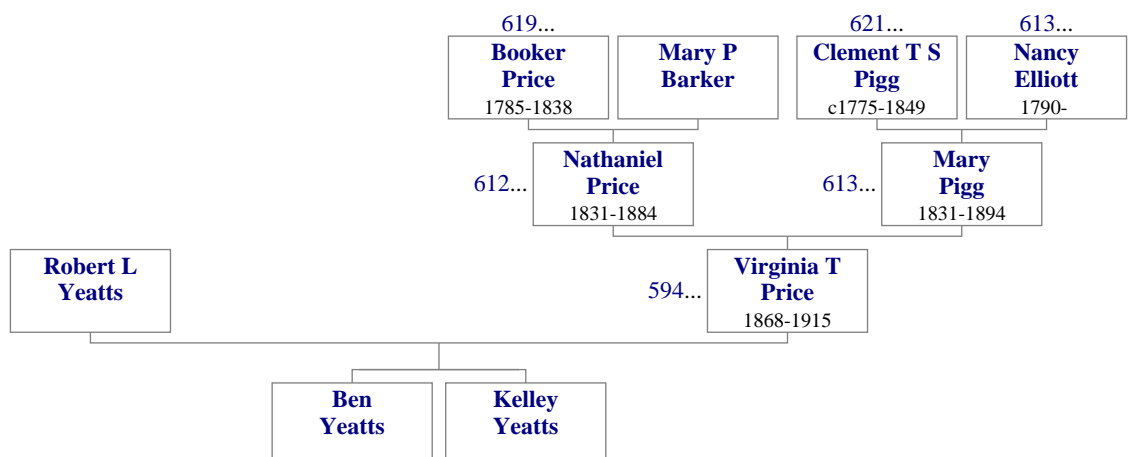 619...
621...
613...
Booker
Price
1785-1838
Mary P
Barker
Clement T S
Pigg
c1775-1849
Nancy
Elliott
1790-
612...
Nathaniel
Price
1831-1884
613...
Mary
Pigg
1831-1894
Robert L
Yeatts
594...
Virginia T
Price
1868-1915
Ben
Yeatts
Kelley
Yeatts